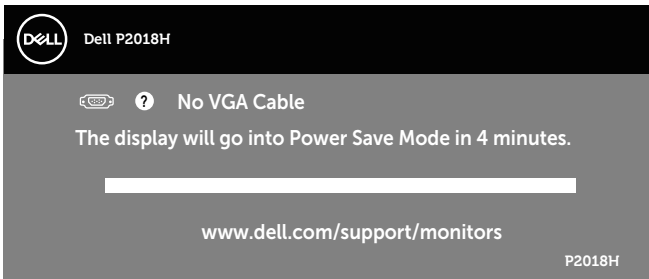 DELL
Dell P2018H
? No VGA Cable
The display will go into Power Save Mode in 4 minutes.
www.dell.com/support/monitors
P2018H